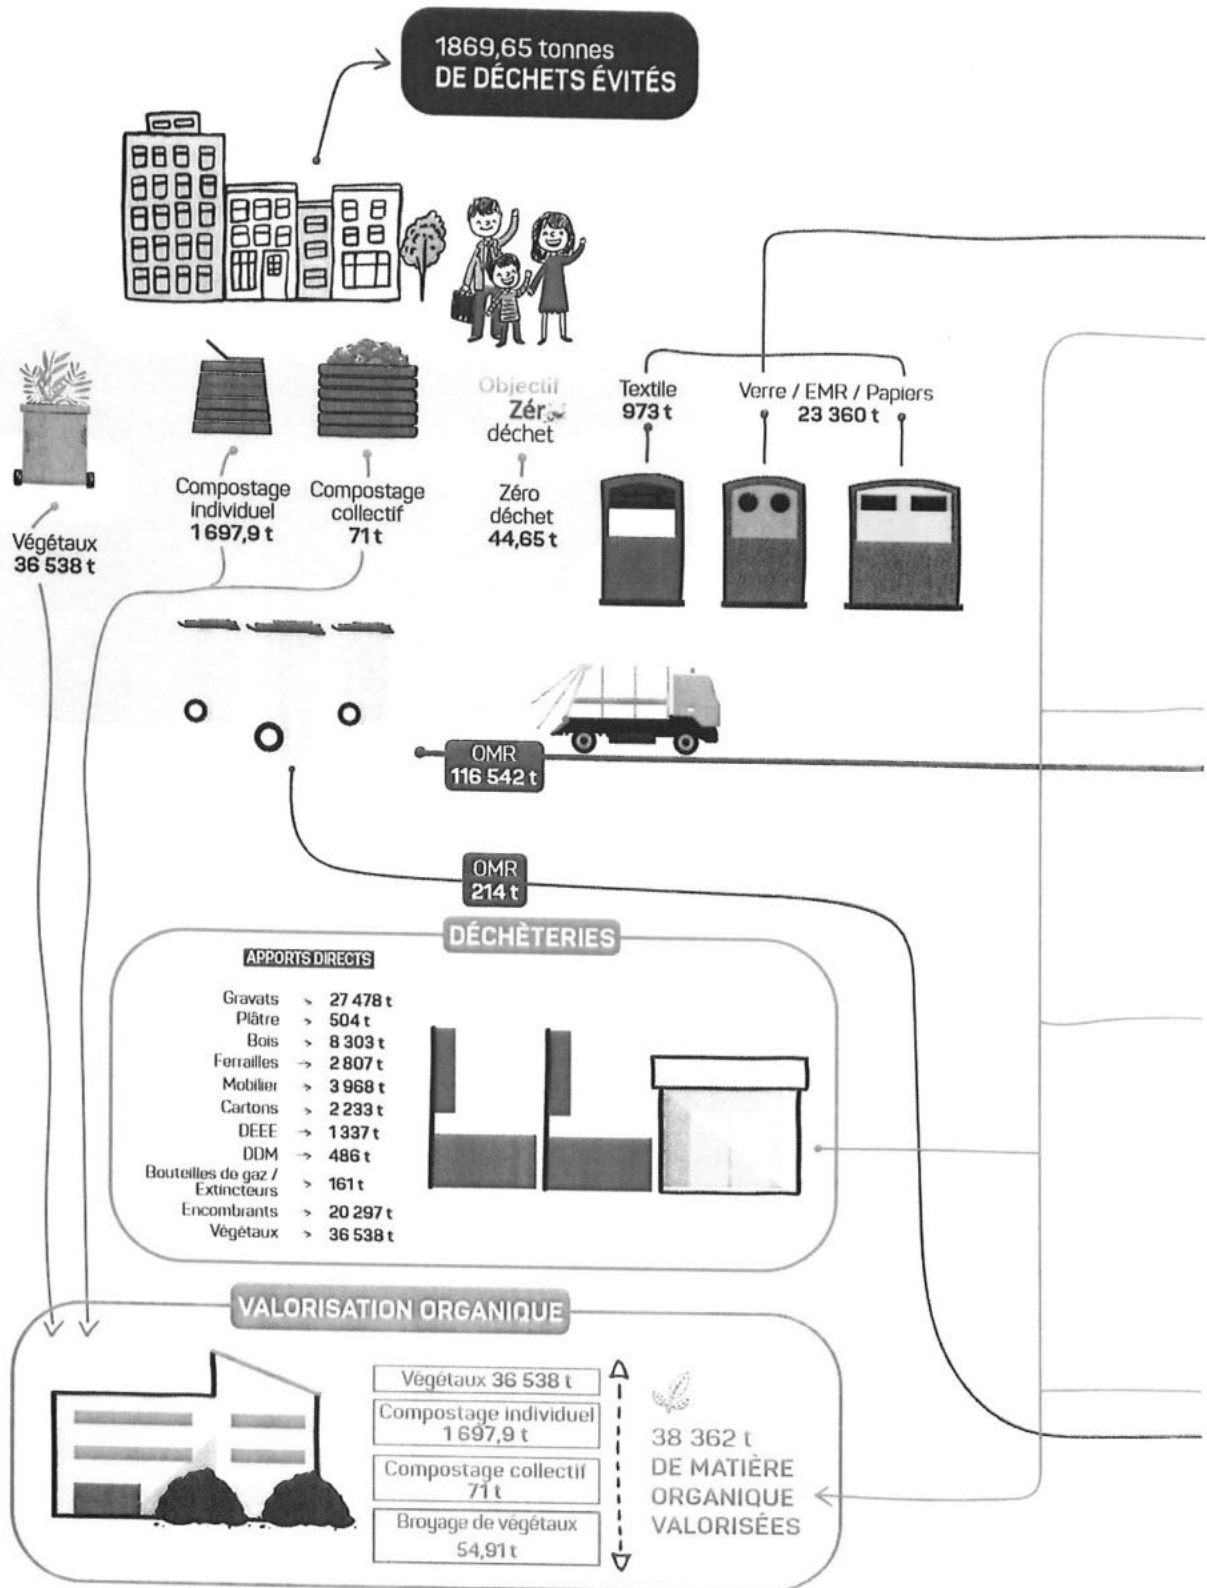 1869,65 tonnes
DE DÉCHETS ÉVITÉS
Objectif
Zér
déchet
Textile
973 t
Verre / EMR / Papiers
23 360 t
Végétaux
36 538 t
Compostage
individuel
1 697,9 t
Compostage
collectif
71 t
Zéro
déchet
44,65 t
OMR
116 542 t
OMR
214 t
DÉCHÈTERIES
APPORTS DIRECTS
Gravats > 27 478 t
Plâtre > 504 t
Bois > 8 303 t
Ferrailles → 2 807 t
Mobilier → 3 968 t
Cartons > 2 233 t
DEEE → 1 337 t
DDM → 486 t
Bouteilles de gaz /
Extincteurs > 161 t
Encombrants → 20 297 t
Végétaux > 36 538 t
VALORISATION ORGANIQUE
Végétaux 36 538 t
Compostage individuel
1 697,9 t
Compostage collectif
71 t
Broyage de végétaux
54,91 t
38 362 t
DE MATIÈRE
ORGANIQUE
VALORISÉES